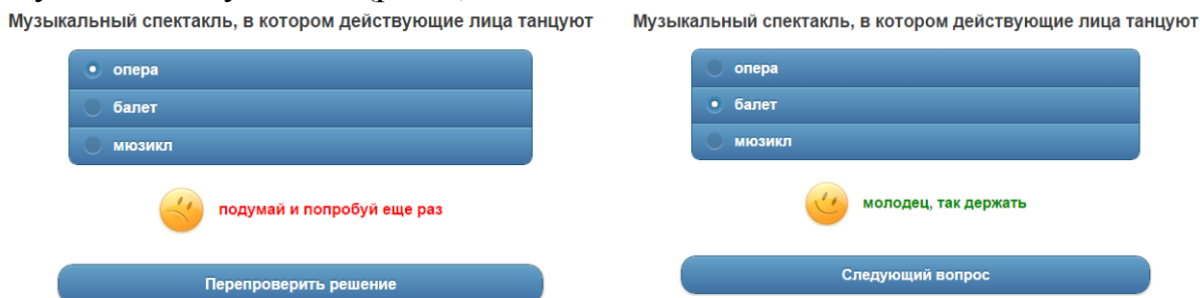 Музыкальный спектакль, в котором действующие лица танцуют
опера
балет
мюзикл
подумай и попробуй еще раз
Перепроверить решение
Музыкальный спектакль, в котором действующие лица танцуют
опера
балет
мюзикл
молодец, так держать
Следующий вопрос